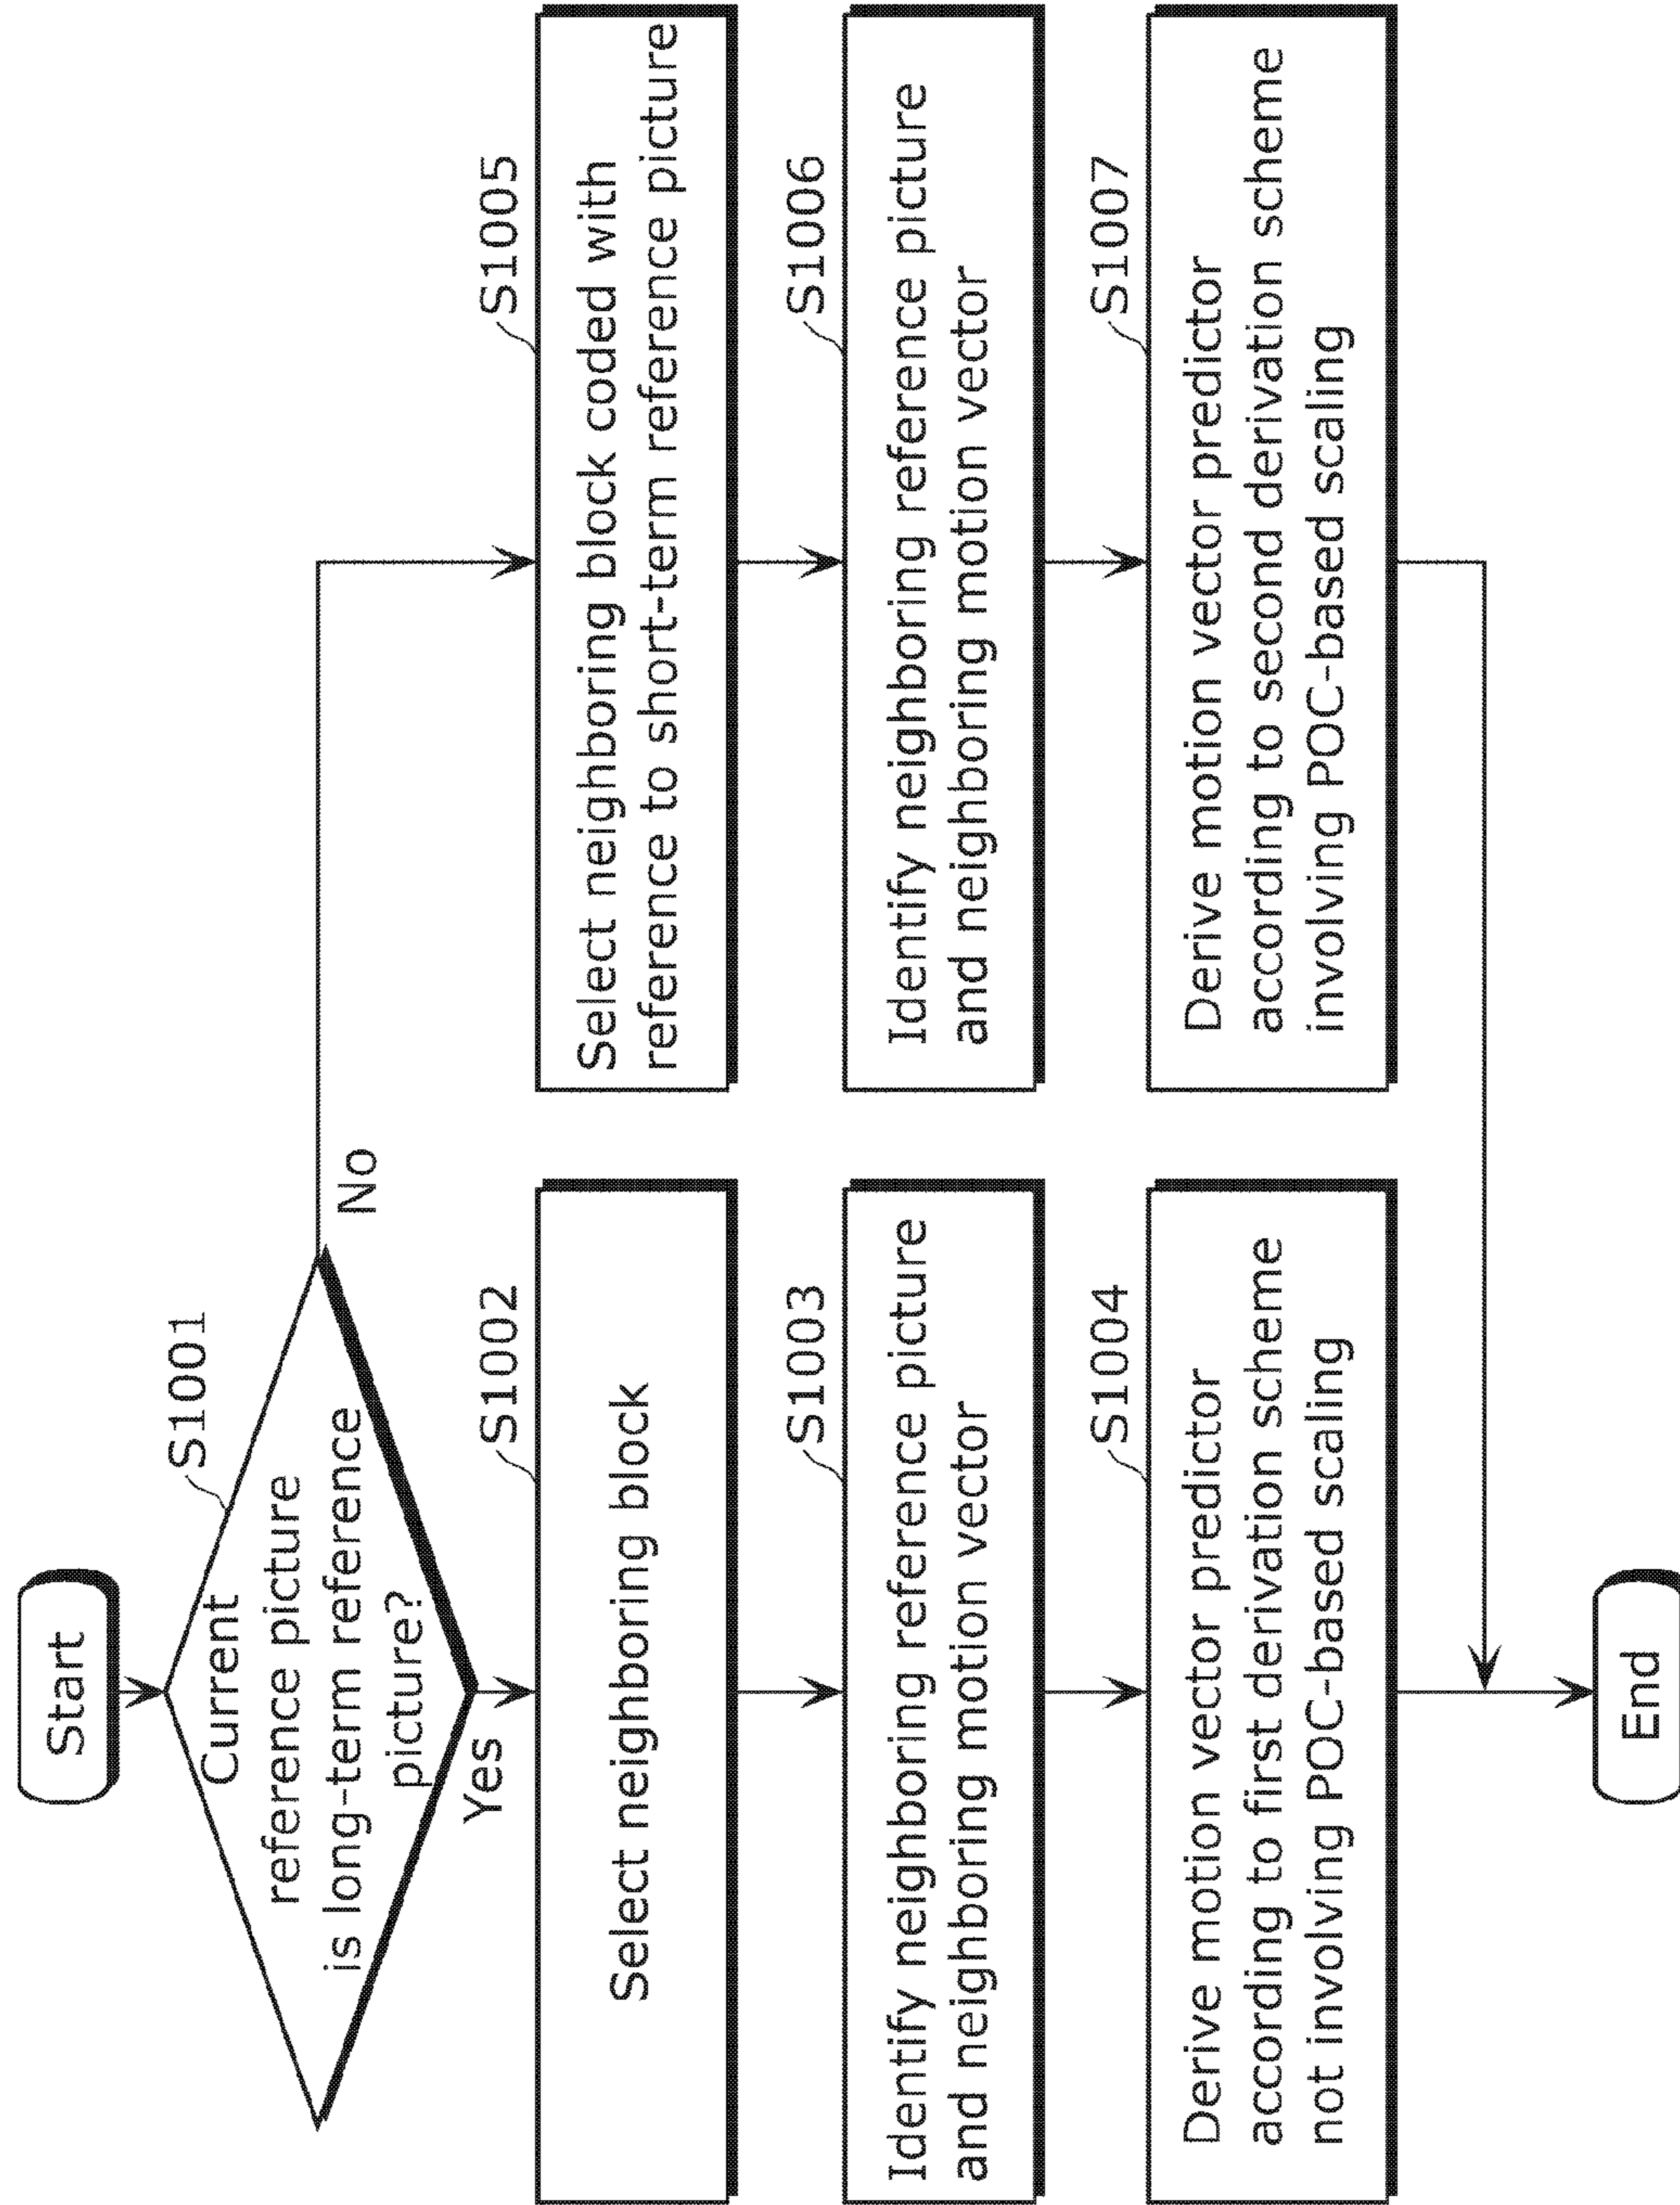 Start
S1001
Current
reference picture
is long-term reference
picture?
Yes
No
S1002
Select neighboring block
S1003
Identify neighboring reference picture
and neighboring motion vector
S1004
Derive motion vector predictor
according to first derivation scheme
not involving POC-based scaling
S1005
Select neighboring block coded with
reference to short-term reference picture
S1006
Identify neighboring reference picture
and neighboring motion vector
S1007
Derive motion vector predictor
according to second derivation scheme
involving POC-based scaling
End